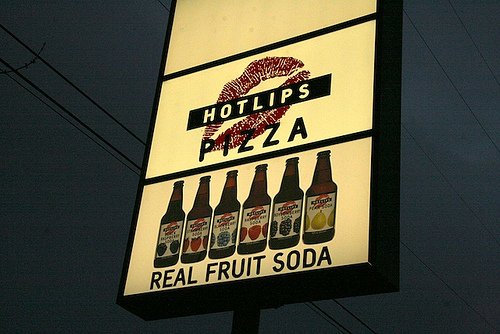 HOTLIPS
PIZZA
REAL FRUIT SODA